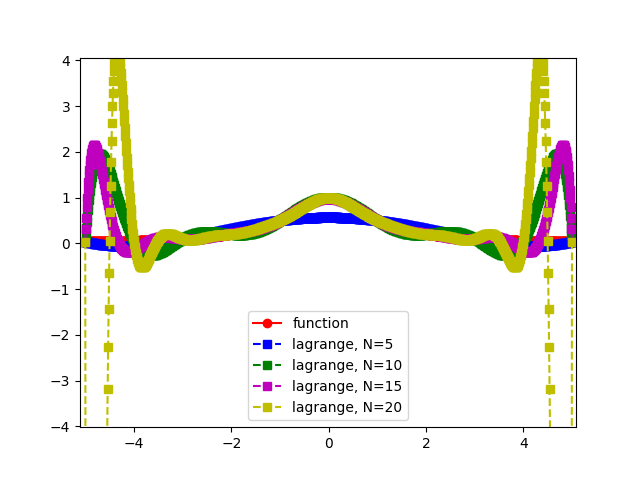 4
3
2
1
0
−1
−2
−3
−4
−4
−2
0
2
4
function
lagrange, N=5
lagrange, N=10
lagrange, N=15
lagrange, N=20